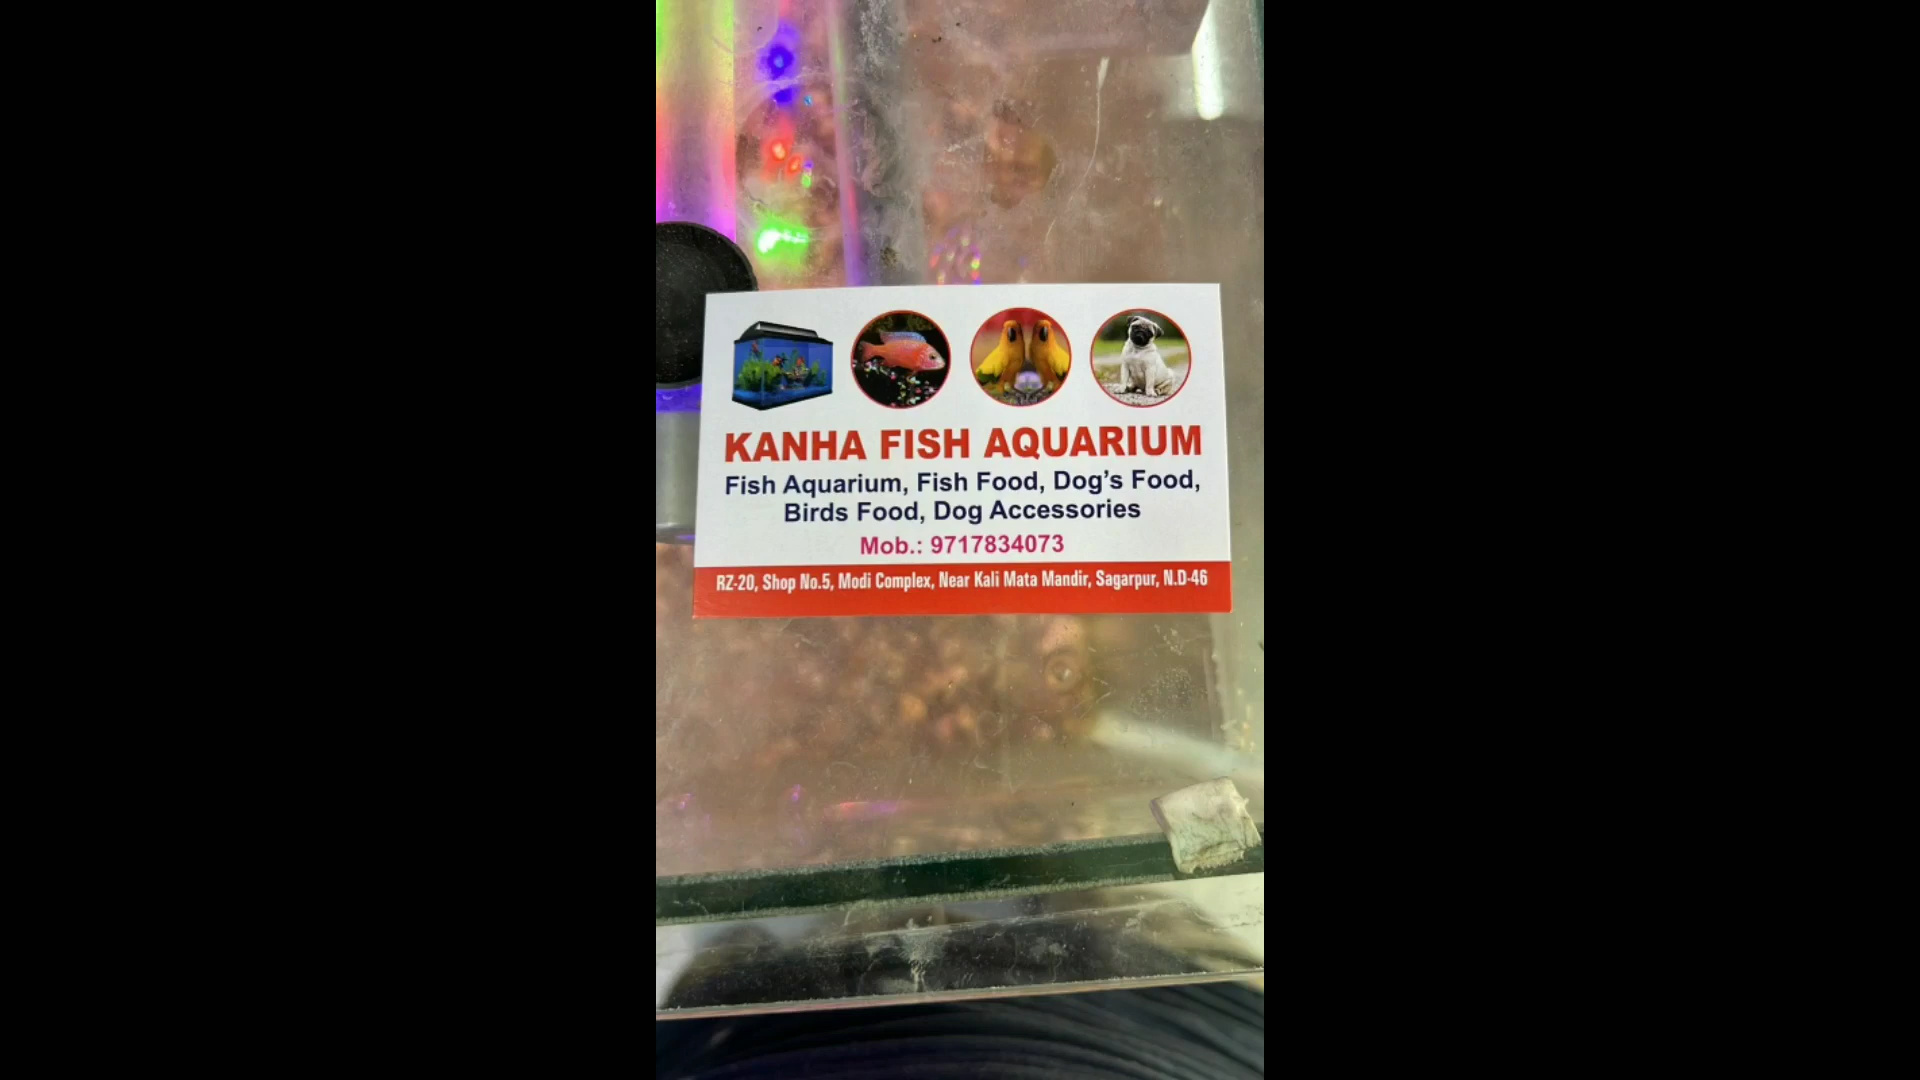 KANHA FISH AQUARIUM
Fish Aquarium, Fish Food, Dog's Food,
Birds Food, Dog Accessories
Mob.: 9717834073
RZ-20, Shop No.5, Modi Complex, Near Kali Mata Mandir, Sagarpur, N.D-46